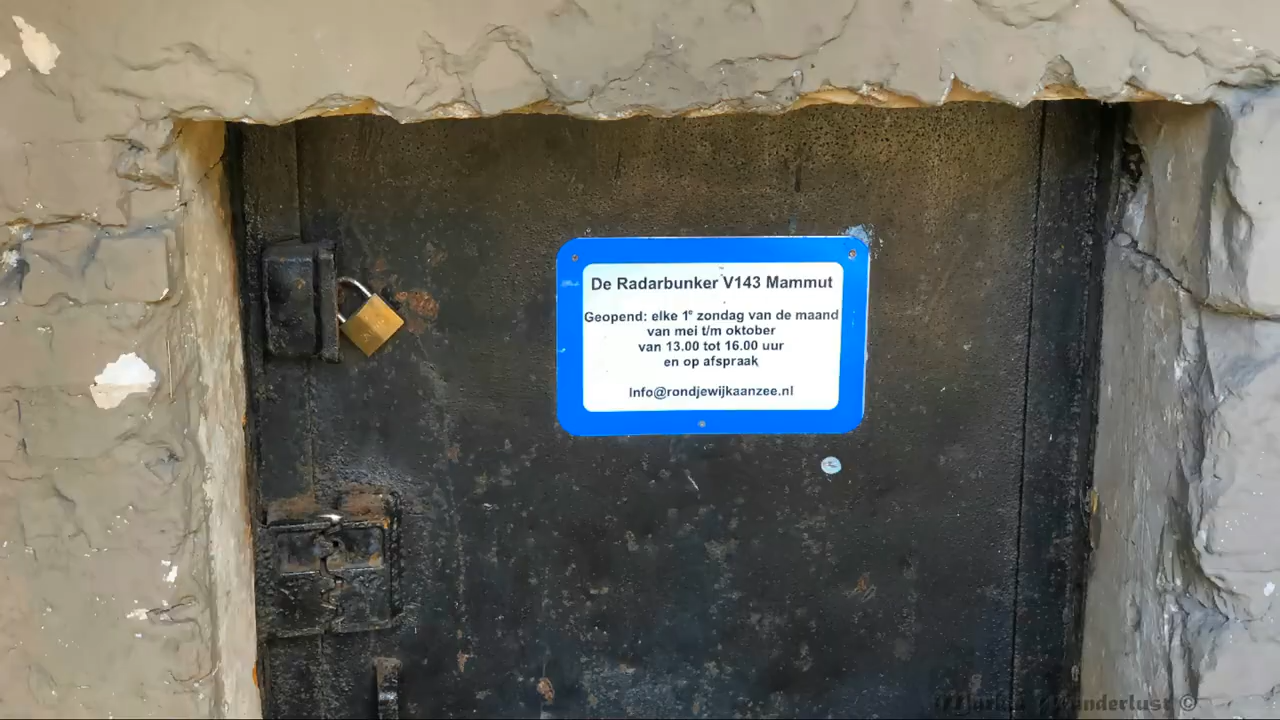 De Radarbunker V143 Mammut
Geopend: elke 1e zondag van de maand
van mei t/m oktober
van 13.00 tot 16.00 uur
en op afspraak
Info@rondjewijkaanzee.nl
©